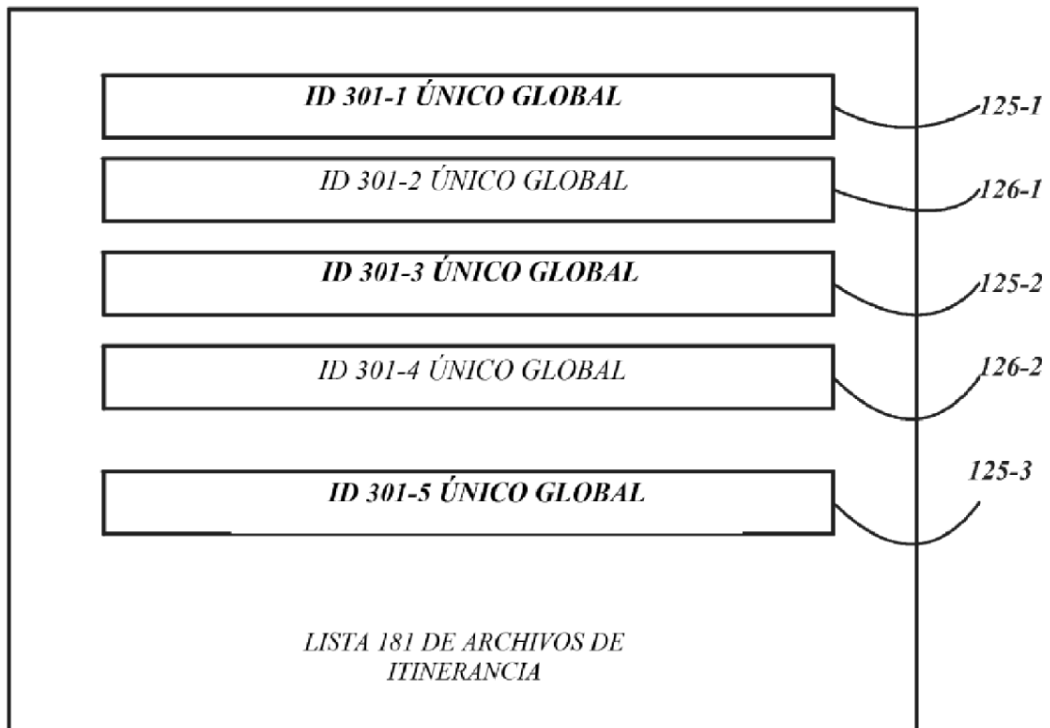 ID 301-1 ÚNICO GLOBAL
125-1
ID 301-2 ÚNICO GLOBAL
126-1
ID 301-3 ÚNICO GLOBAL
125-2
ID 301-4 ÚNICO GLOBAL
126-2
ID 301-5 ÚNICO GLOBAL
125-3
LISTA 181 DE ARCHIVOS DE
ITINERANCIA